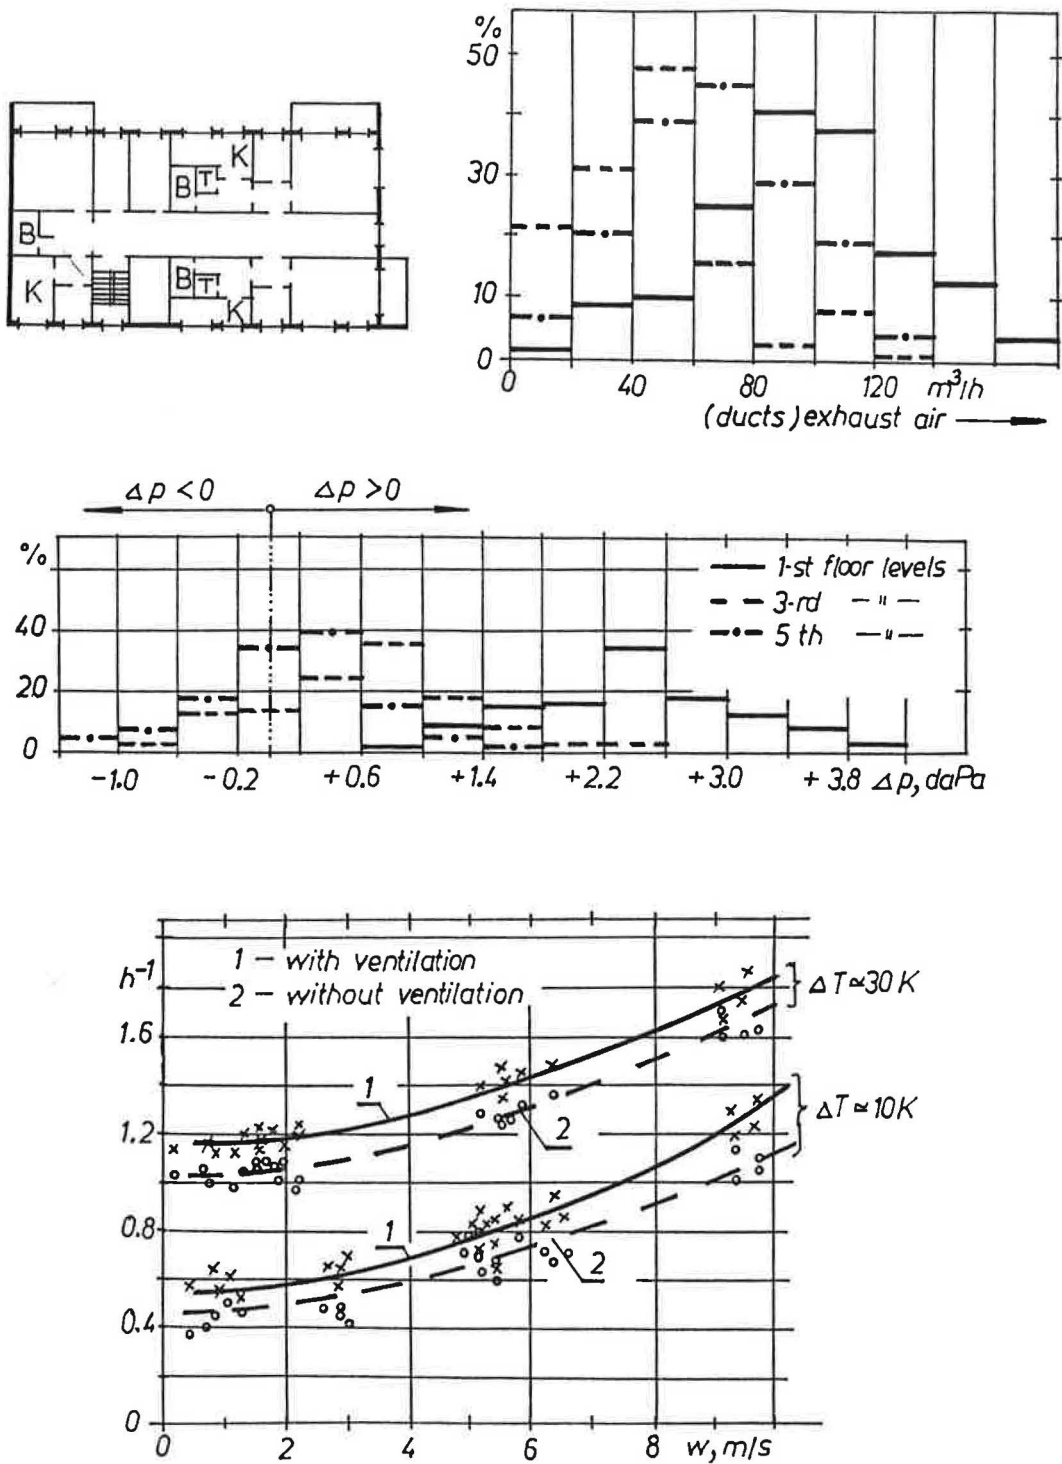 K
B T
B
B T
K
K
%
50
30
10
0
0 40 80 120 m³/h
(ducts) exhaust air
Δp < 0 Δp > 0
%
40
20
0
1-st floor levels
3-rd — " —
5 th — " —
-1.0 -0.2 +0.6 +1.4 +2.2 +3.0 +3.8 Δp, daPa
h⁻¹
1 - with ventilation
2 - without ventilation
ΔT≃30K
1.6
1
ΔT≃10K
1.2
2
0.8
1
2
0.4
0
0 2 4 6 8 w, m/s